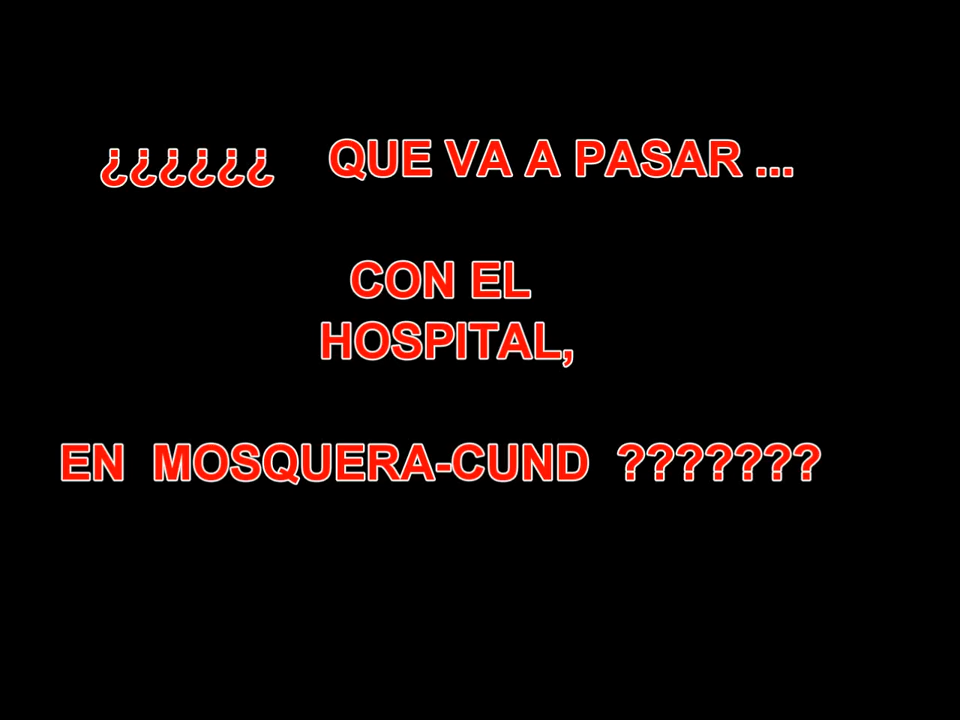 ¿¿¿¿¿¿ QUE VA A PASAR ...
CON EL
HOSPITAL,
EN MOSQUERA-CUND ???????